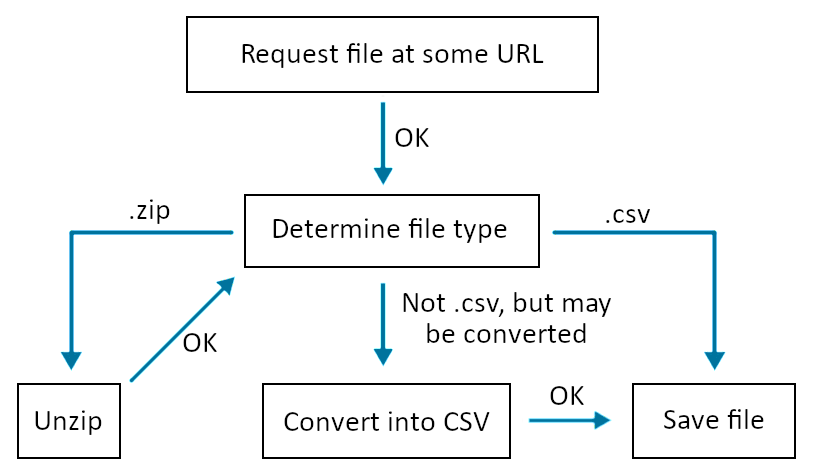 Request file at some URL
OK
.zip
.csv
Determine file type
Not .csv, but may
be converted
OK
OK
Unzip
Convert into CSV
Save file